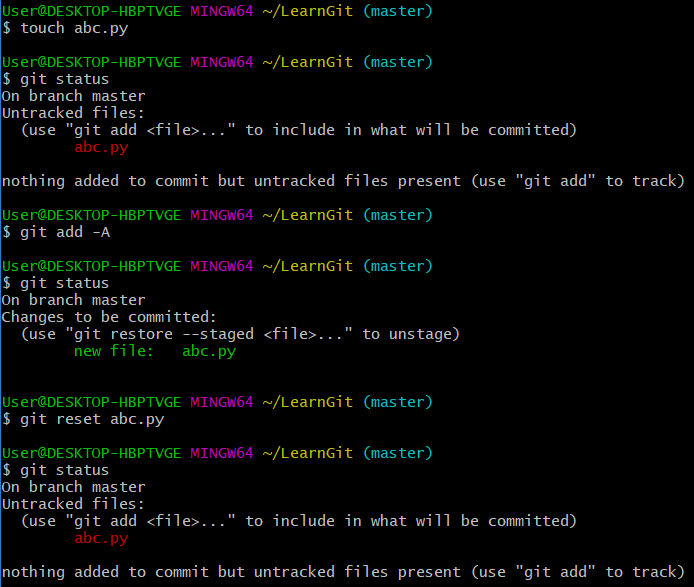 User@DESKTOP-HBPTVGE MINGW64 ~/LearnGit (master)
$ touch abc.py
User@DESKTOP-HBPTVGE MINGW64 ~/LearnGit (master)
$ git status
On branch master
Untracked files:
  (use "git add <file>..." to include in what will be committed)
        abc.py
nothing added to commit but untracked files present (use "git add" to track)
User@DESKTOP-HBPTVGE MINGW64 ~/LearnGit (master)
$ git add -A
User@DESKTOP-HBPTVGE MINGW64 ~/LearnGit (master)
$ git status
On branch master
Changes to be committed:
  (use "git restore --staged <file>..." to unstage)
        new file:   abc.py
User@DESKTOP-HBPTVGE MINGW64 ~/LearnGit (master)
$ git reset abc.py
User@DESKTOP-HBPTVGE MINGW64 ~/LearnGit (master)
$ git status
On branch master
Untracked files:
  (use "git add <file>..." to include in what will be committed)
        abc.py
nothing added to commit but untracked files present (use "git add" to track)